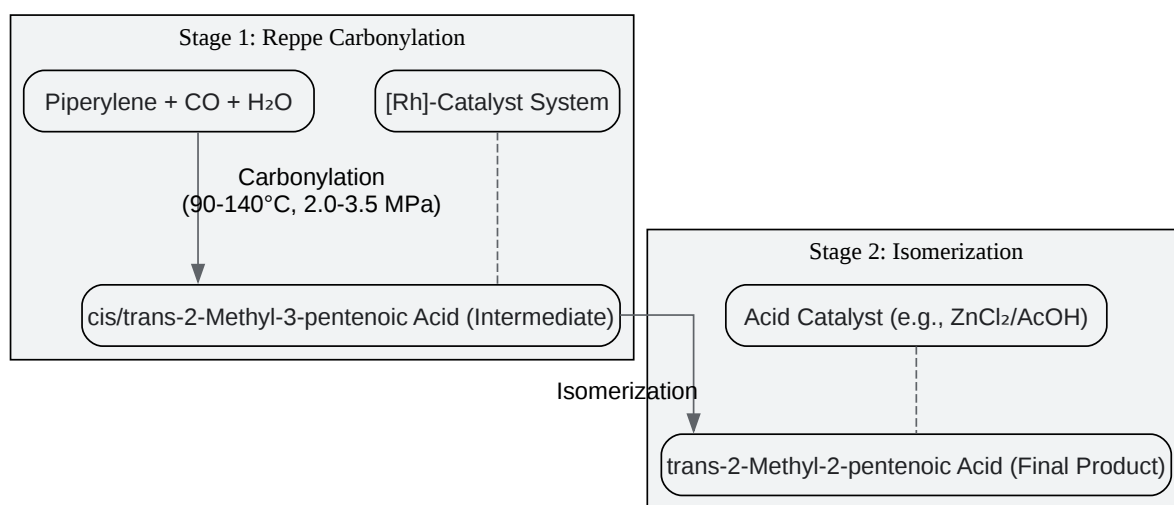 Stage 1: Reppe Carbonylation
Piperylene + CO + H₂O
[Rh]-Catalyst System
Carbonylation
(90-140°C, 2.0-3.5 MPa)
cis/trans-2-Methyl-3-pentenoic Acid (Intermediate)
Stage 2: Isomerization
Acid Catalyst (e.g., ZnCl₂/AcOH)
Isomerization
trans-2-Methyl-2-pentenoic Acid (Final Product)